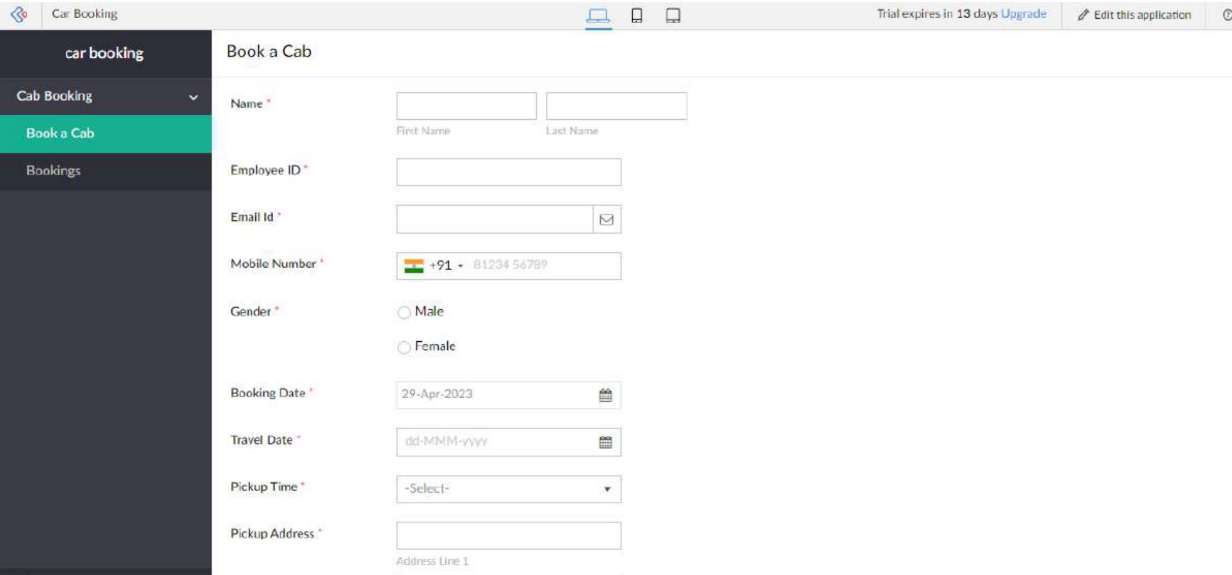 Car Booking
Trial expires in 13 days Upgrade
Edit this application
car booking
Cab Booking
Book a Cab
Bookings
Book a Cab
Name *
First Name
Last Name
Employee ID *
Email Id *
Mobile Number *
+91
81234 56789
Gender *
Male
Female
Booking Date *
29-Apr-2023
Travel Date *
dd-MMM-yyyy
Pickup Time *
-Select-
Pickup Address *
Address Line 1